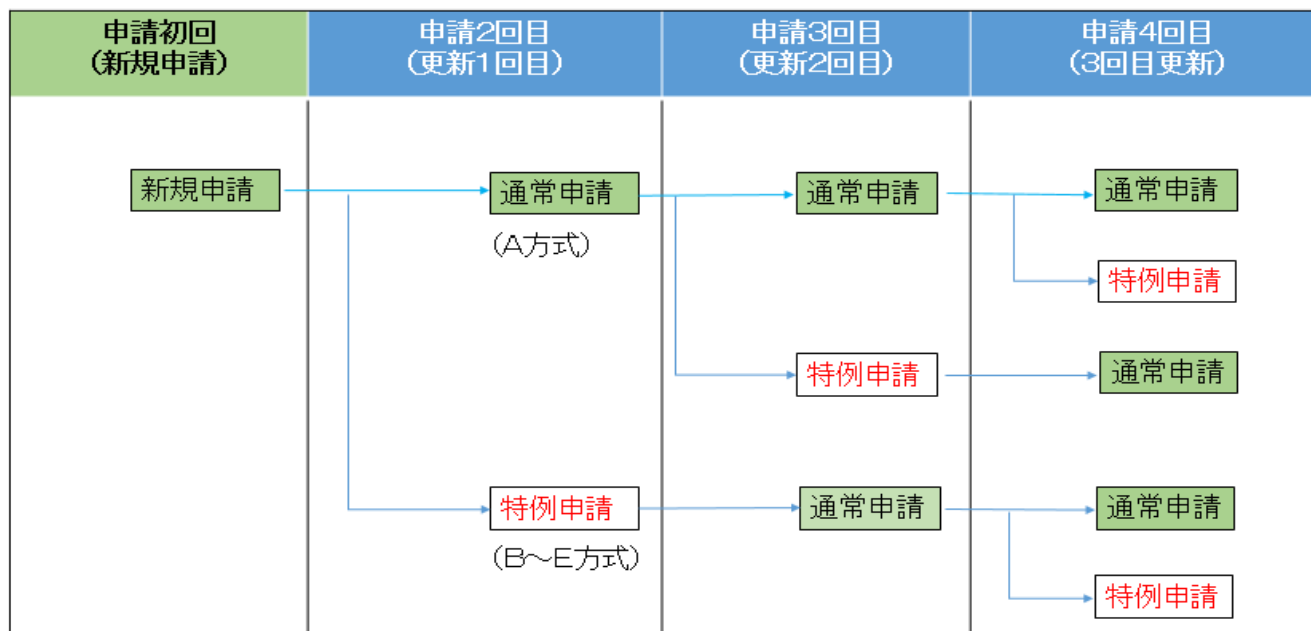 申請初回
(新規申請)
申請2回目
(更新1回目)
申請3回目
(更新2回目)
申請4回目
(3回目更新)
新規申請
通常申請
(A方式)
通常申請
通常申請
特例申請
特例申請
通常申請
特例申請
(B～E方式)
通常申請
通常申請
特例申請